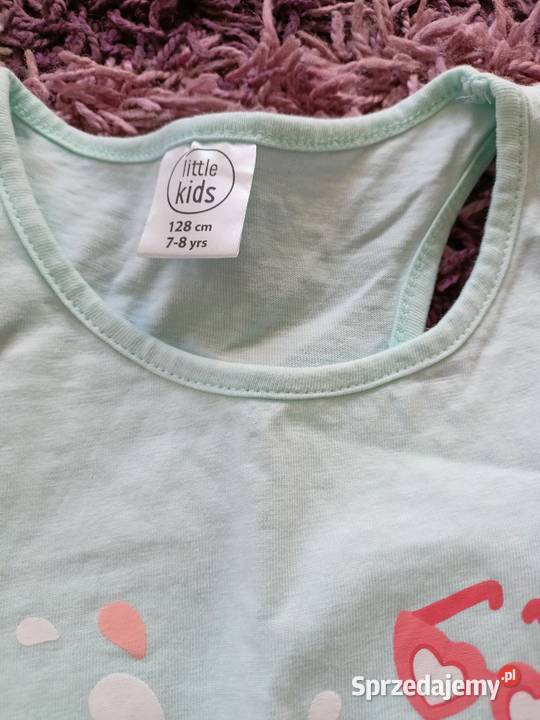 little
kids
128 cm
7-8 yrs
Sprzedajemy.pl